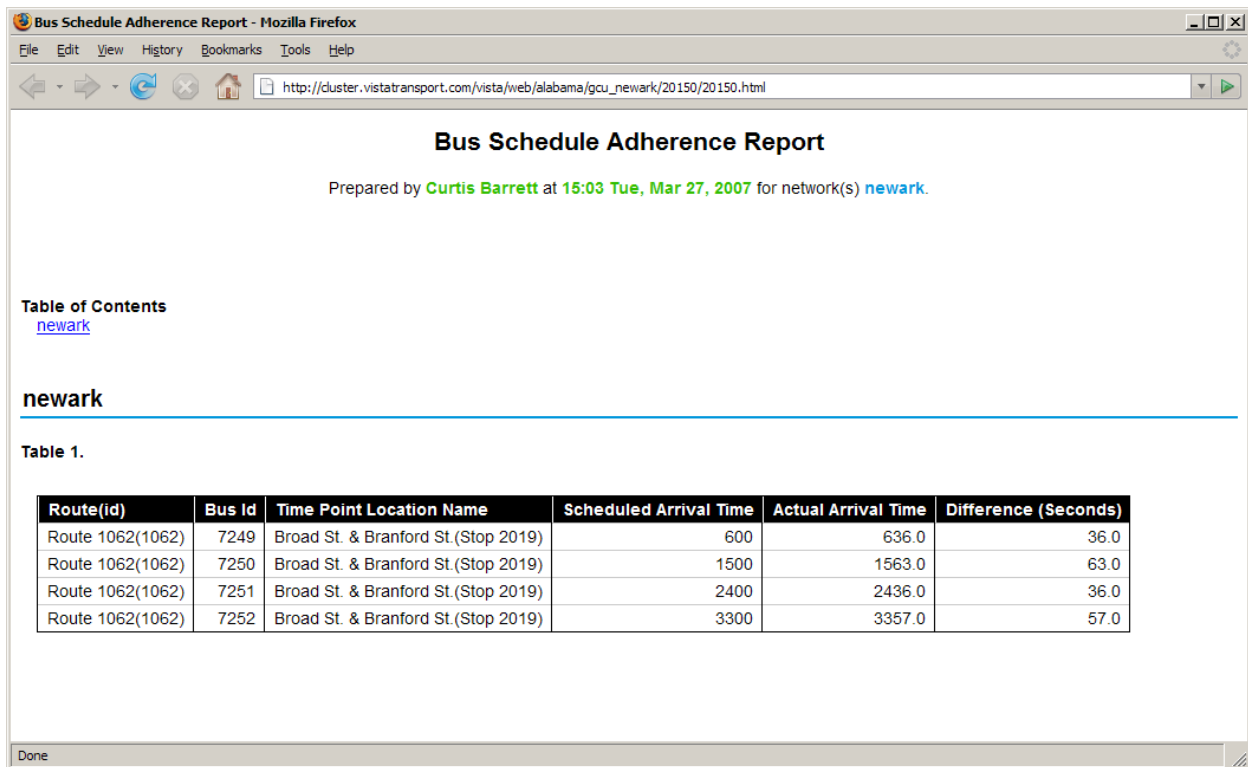 Bus Schedule Adherence Report - Mozilla Firefox
File Edit View History Bookmarks Tools Help
http://cluster.vistatransport.com/vista/web/alabama/gcu_newark/20150/20150.html
Bus Schedule Adherence Report
Prepared by Curtis Barrett at 15:03 Tue, Mar 27, 2007 for network(s) newark.
Table of Contents
newark
newark
Table 1.
Route(id) Bus Id Time Point Location Name Scheduled Arrival Time Actual Arrival Time Difference (Seconds)
Route 1062(1062) 7249 Broad St. & Branford St.(Stop 2019) 600 636.0 36.0
Route 1062(1062) 7250 Broad St. & Branford St.(Stop 2019) 1500 1563.0 63.0
Route 1062(1062) 7251 Broad St. & Branford St.(Stop 2019) 2400 2436.0 36.0
Route 1062(1062) 7252 Broad St. & Branford St.(Stop 2019) 3300 3357.0 57.0
Done